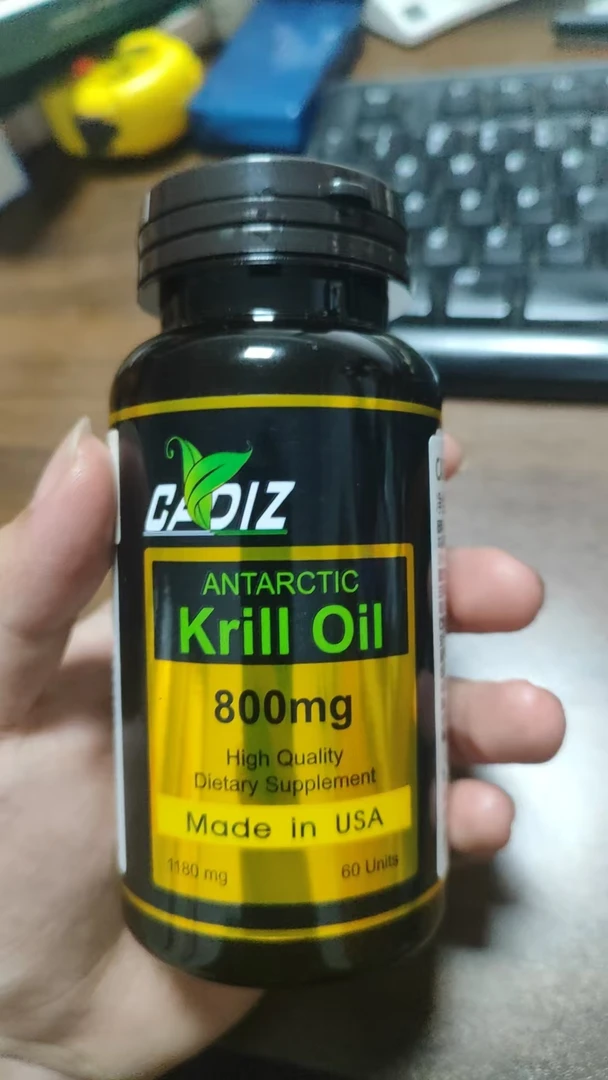 CADIZ
ANTARCTIC
Krill Oil
800mg
High Quality
Dietary Supplement
Made in USA
1180 mg
60 Units